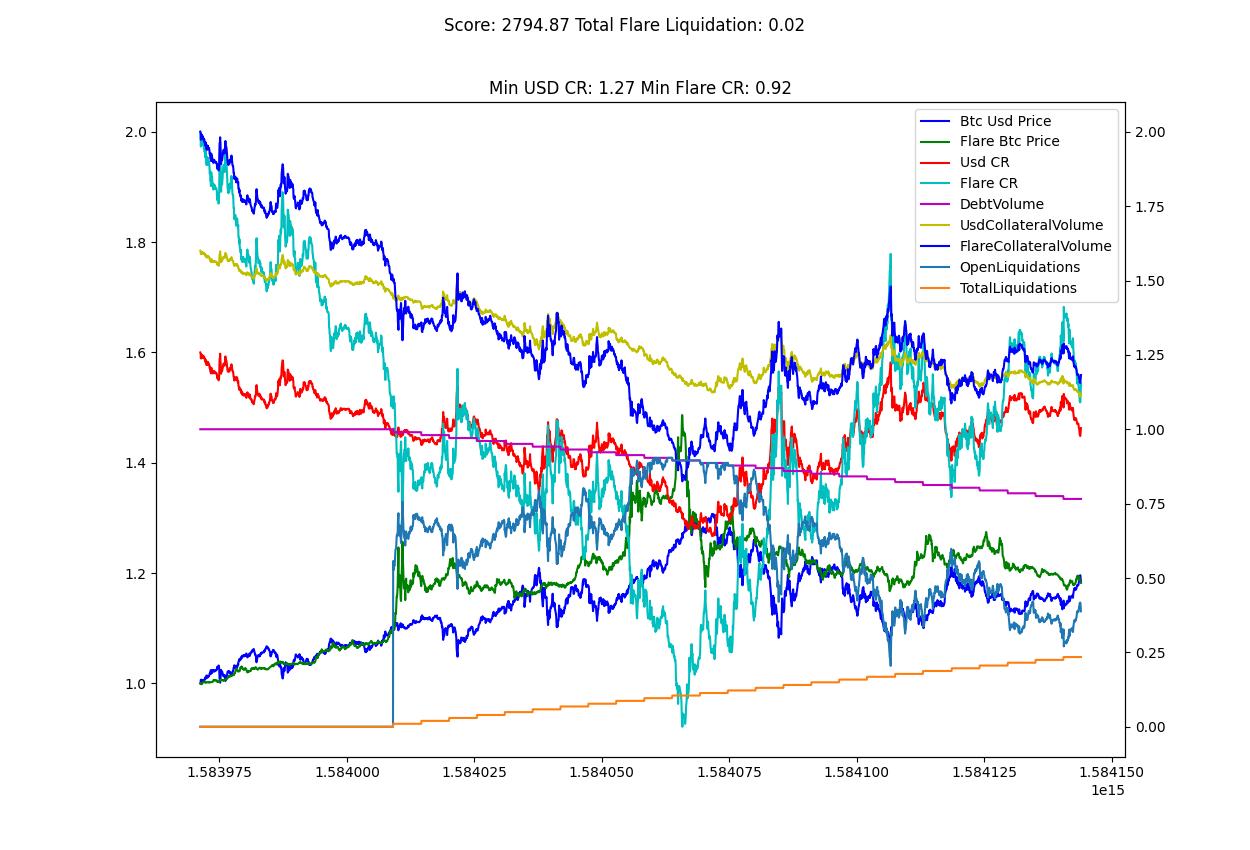 Score: 2794.87 Total Flare Liquidation: 0.02
Min USD CR: 1.27 Min Flare CR: 0.92
2.0
1.8
1.6
1.4
1.2
1.0
Btc Usd Price
Flare Btc Price
Usd CR
Flare CR
DebtVolume
UsdCollateralVolume
FlareCollateralVolume
OpenLiquidations
TotalLiquidations
2.00
1.75
1.50
1.25
1.00
0.75
0.50
0.25
0.00
1.583975 1.584000 1.584025 1.584050 1.584075 1.584100 1.584125 1.584150
1e15